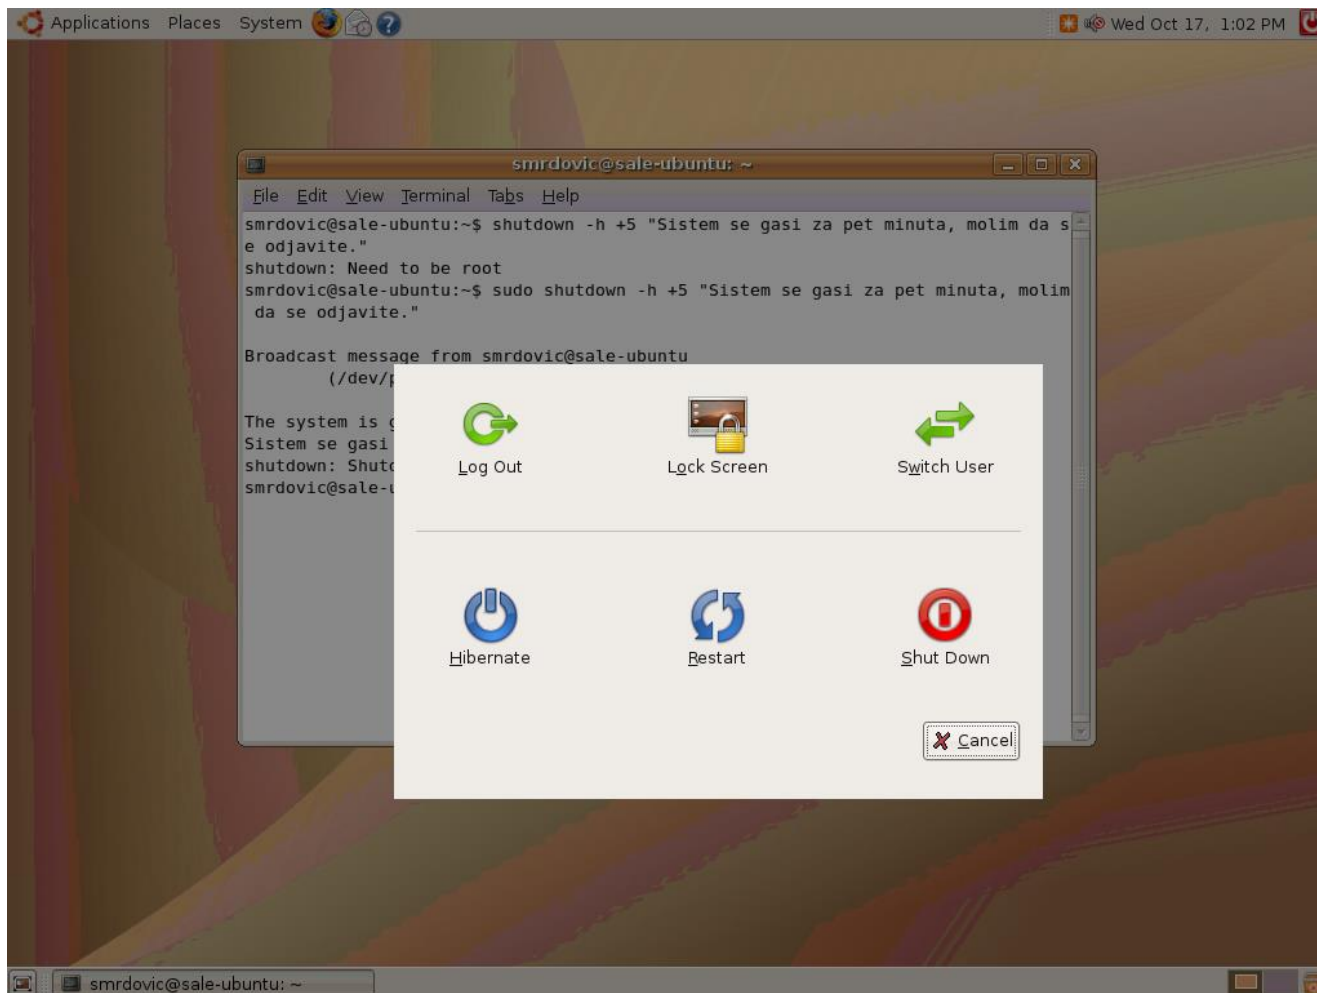 Applications Places System Wed Oct 17, 1:02 PM
smrdovic@sale-ubuntu: ~
File Edit View Terminal Tabs Help
smrdovic@sale-ubuntu:~$ shutdown -h +5 "Sistem se gasi za pet minuta, molim da s
e odjavite."
shutdown: Need to be root
smrdovic@sale-ubuntu:~$ sudo shutdown -h +5 "Sistem se gasi za pet minuta, molim
da se odjavite."
Broadcast message from smrdovic@sale-ubuntu
(/dev/p
The system is g
Sistem se gasi
shutdown: Shutd
smrdovic@sale-u
Log Out Lock Screen Switch User
Hibernate Restart Shut Down
Cancel
smrdovic@sale-ubuntu: ~